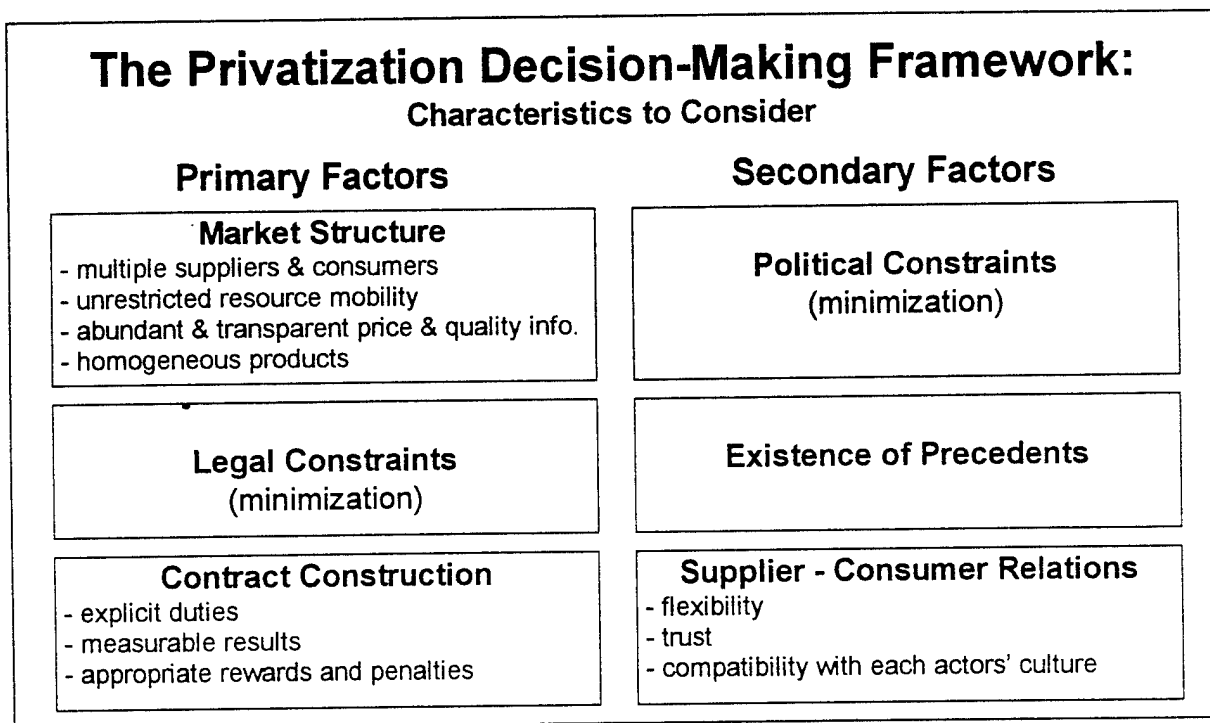 The Privatization Decision-Making Framework:
Characteristics to Consider
Primary Factors
Market Structure
- multiple suppliers & consumers
- unrestricted resource mobility
- abundant & transparent price & quality info.
- homogeneous products
Legal Constraints
(minimization)
Contract Construction
- explicit duties
- measurable results
- appropriate rewards and penalties
Secondary Factors
Political Constraints
(minimization)
Existence of Precedents
Supplier - Consumer Relations
- flexibility
- trust
- compatibility with each actors' culture